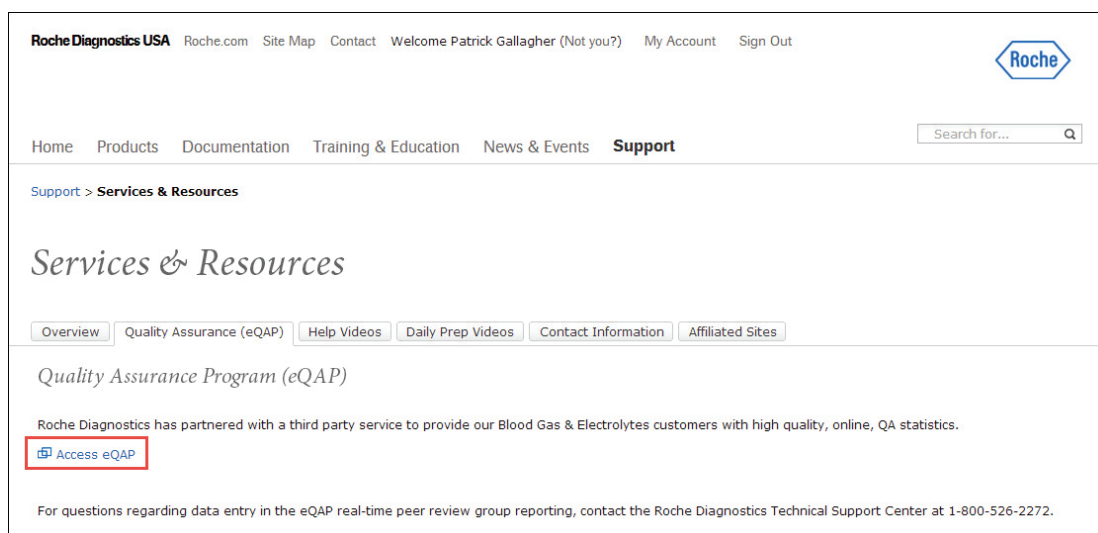 Roche Diagnostics USA Roche.com Site Map Contact Welcome Patrick Gallagher (Not you?) My Account Sign Out
Roche
Search for...
Home Products Documentation Training & Education News & Events Support
Support > Services & Resources
Services & Resources
Overview Quality Assurance (eQAP) Help Videos Daily Prep Videos Contact Information Affiliated Sites
Quality Assurance Program (eQAP)
Roche Diagnostics has partnered with a third party service to provide our Blood Gas & Electrolytes customers with high quality, online, QA statistics.
Access eQAP
For questions regarding data entry in the eQAP real-time peer review group reporting, contact the Roche Diagnostics Technical Support Center at 1-800-526-2272.